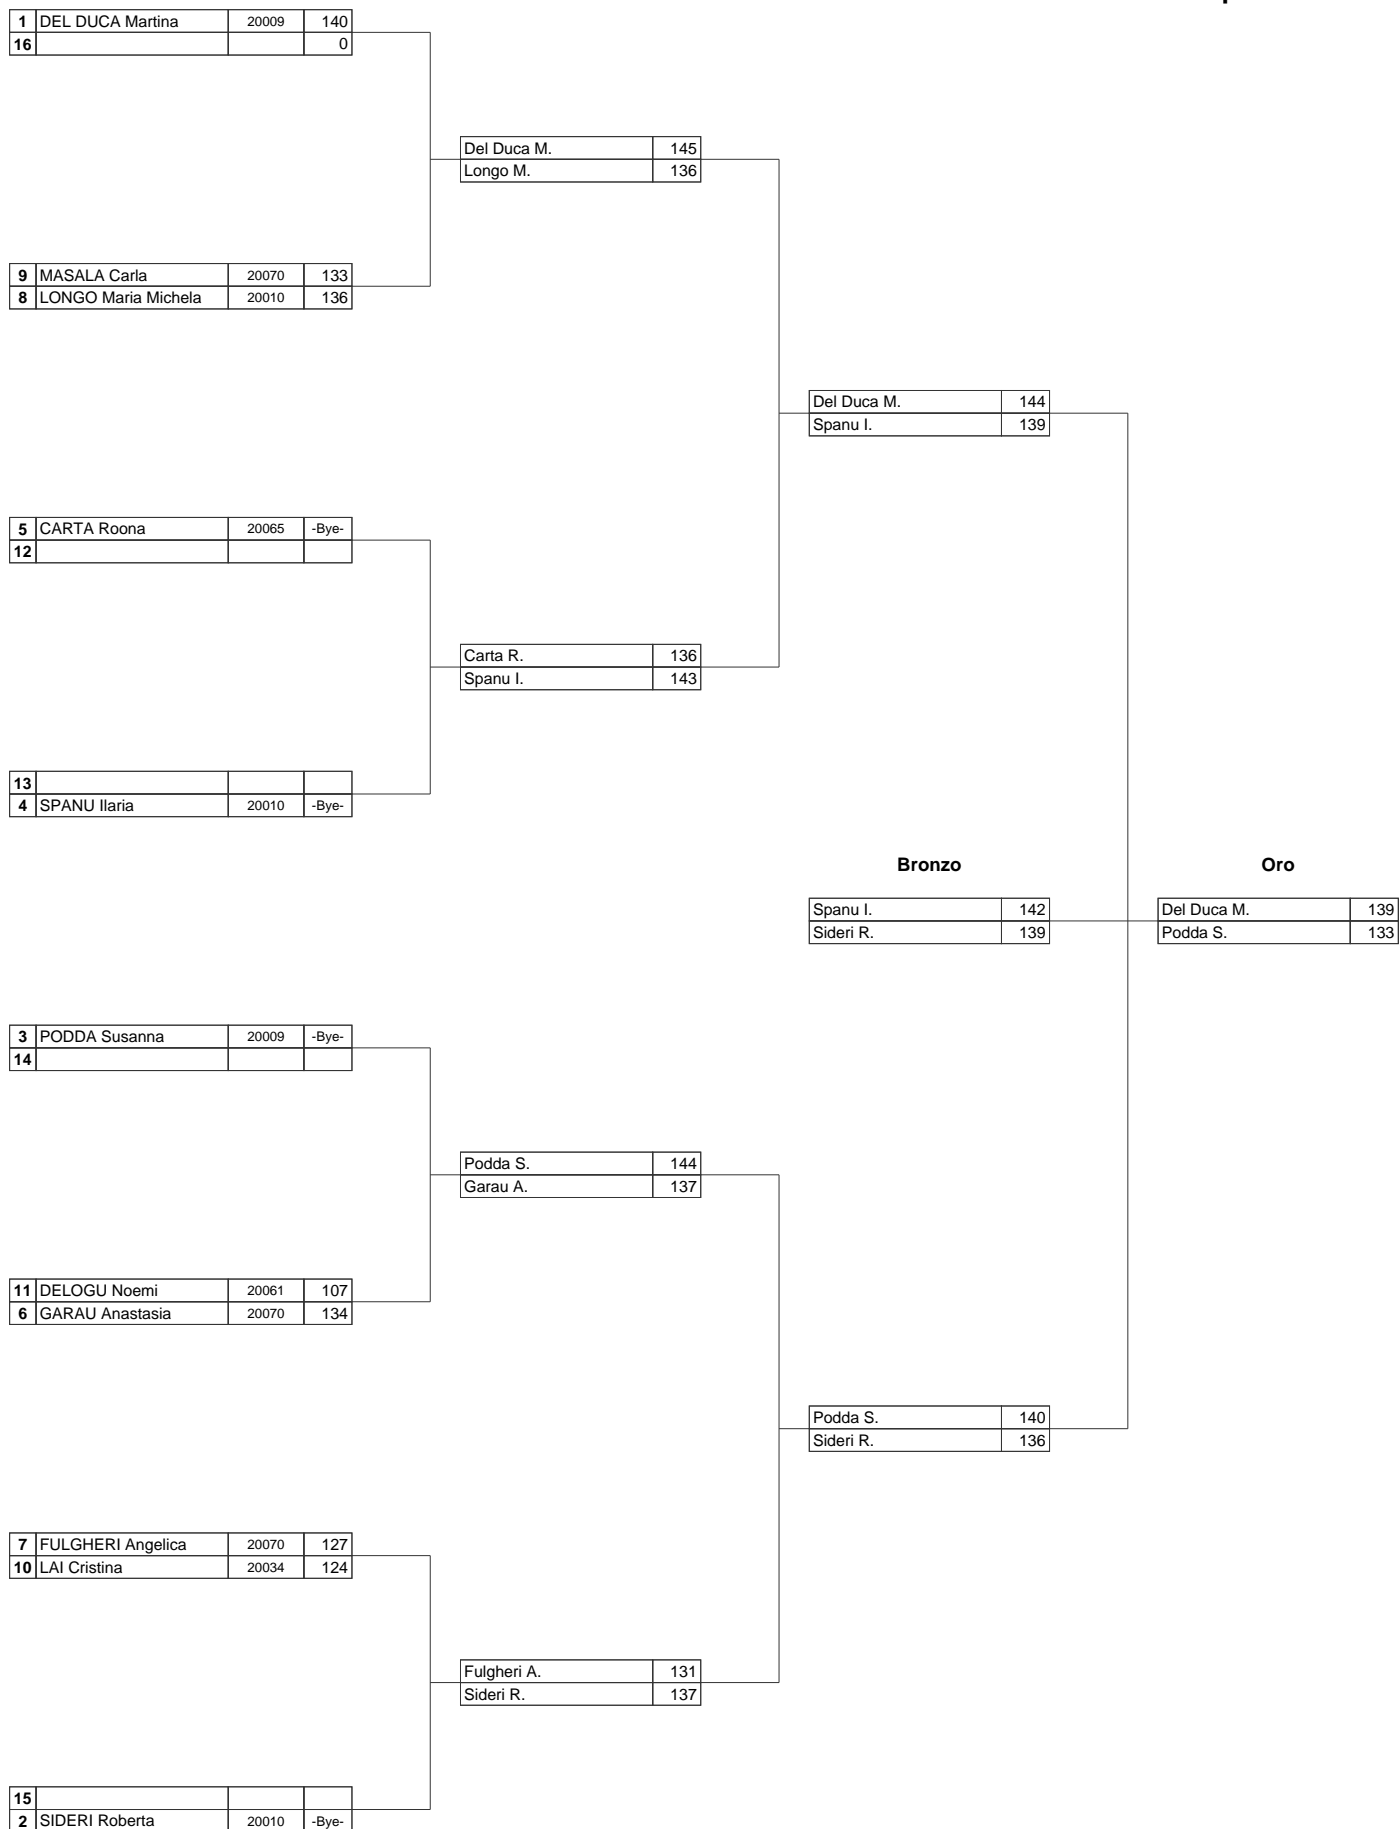 1 DEL DUCA Martina 20009 140
16 0
Del Duca M. 145
Longo M. 136
9 MASALA Carla 20070 133
8 LONGO Maria Michela 20010 136
Del Duca M. 144
Spanu I. 139
5 CARTA Roona 20065 -Bye-
12
Carta R. 136
Spanu I. 143
13
4 SPANU Ilaria 20010 -Bye-
Bronzo Oro
Spanu I. 142 Del Duca M. 139
Sideri R. 139 Podda S. 133
3 PODDA Susanna 20009 -Bye-
14
Podda S. 144
Garau A. 137
11 DELOGU Noemi 20061 107
6 GARAU Anastasia 20070 134
Podda S. 140
Sideri R. 136
7 FULGHERI Angelica 20070 127
10 LAI Cristina 20034 124
Fulgheri A. 131
Sideri R. 137
15
2 SIDERI Roberta 20010 -Bye-